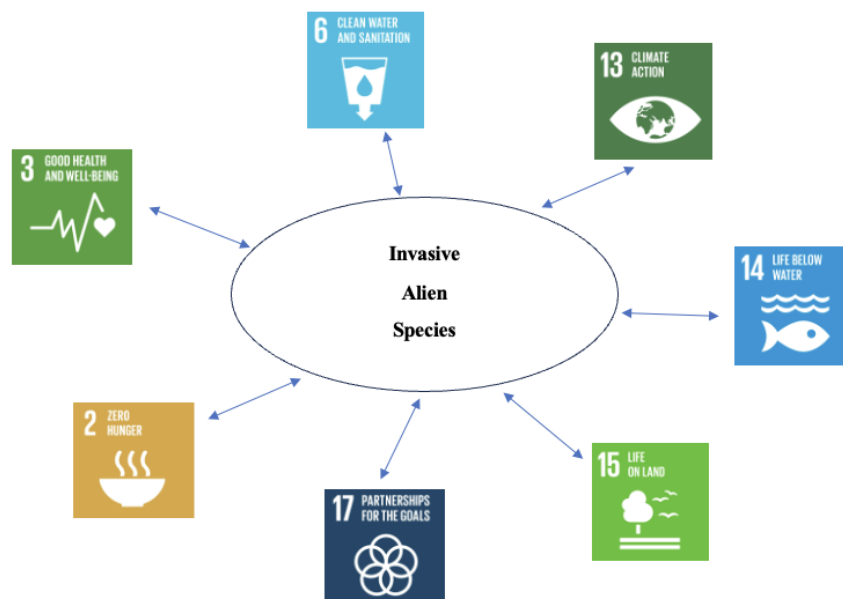 6 CLEAN WATER
AND SANITATION
13 CLIMATE
ACTION
3 GOOD HEALTH
AND WELL-BEING
Invasive
Alien
Species
14 LIFE BELOW
WATER
2 ZERO
HUNGER
15 LIFE
ON LAND
17 PARTNERSHIPS
FOR THE GOALS